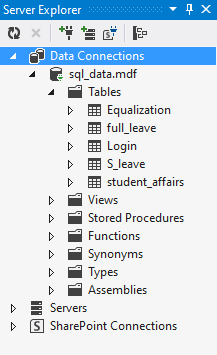 Server Explorer
Data Connections
sql_data.mdf
Tables
Equalization
full_leave
Login
S_leave
student_affairs
Views
Stored Procedures
Functions
Synonyms
Types
Assemblies
Servers
SharePoint Connections